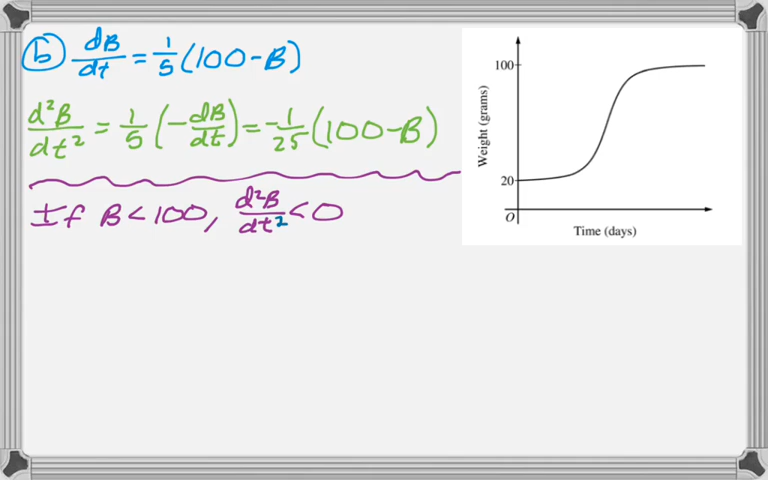 b dB/dt = 1/5 (100 - B)
d²B/dt² = 1/5 (-dB/dt) = -1/25 (100 - B)
If B < 100, d²B/dt² < 0
100
Weight (grams)
20
O
Time (days)